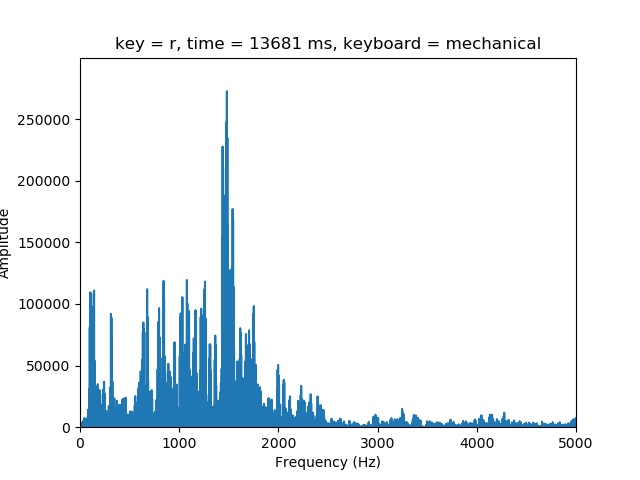 key = r, time = 13681 ms, keyboard = mechanical
Amplitude
250000
200000
150000
100000
50000
0
0 1000 2000 3000 4000 5000
Frequency (Hz)